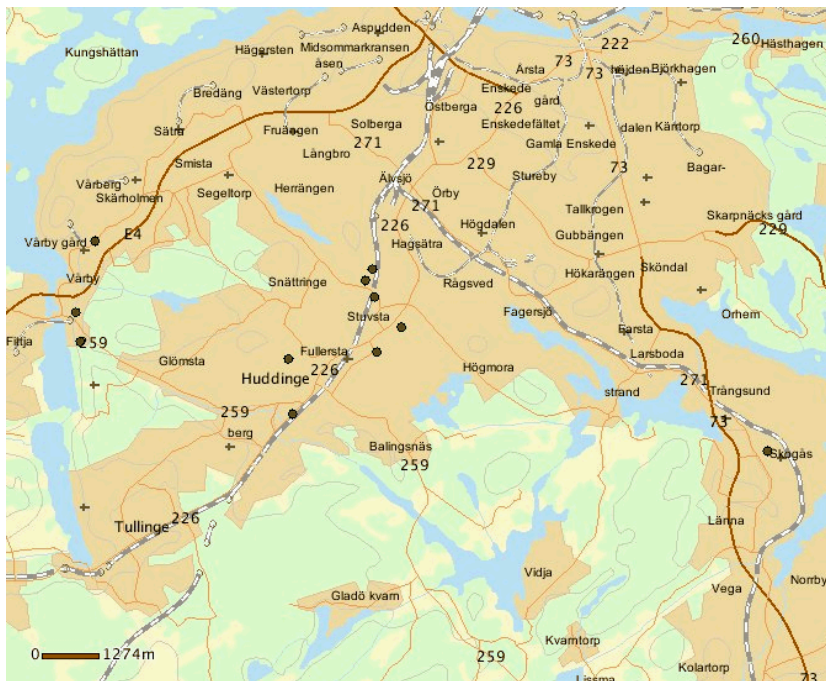 Aspudden
222
260
Hästhagen
Midsommarkransen
Hägersten
Kungshättan
åsen
73
Årsta
73
höjden
Björkhagen
Bredäng
Västertorp
Enskede
Östberga
226
gård
Sätra
Fruängen
Solberga
Enskedefältet
dalen
Kärrtorp
271
Gamla Enskede
Långbro
Smista
229
73
Bagar-
Älvsjö
Stureby
Vårberg
Segeltorp
Herrängen
Örby
Skärholmen
271
Tallkrogen
Skarpnäcks gård
226
Högdalen
229
E4
Gubbängen
Vårby gård
Hagsätra
Sköndal
Hökarängen
Vårby
Snättringe
Rågsved
Fagersjö
Orhem
Stuvsta
Farsta
Fittja
259
Fullersta
Larsboda
Glömsta
226
Högmora
Huddinge
271
Trångsund
strand
259
73
berg
Balingsnäs
259
Skogås
Tullinge
226
Länna
Vidja
Norrby
Vega
Gladö kvarn
Kvarntorp
0
1274m
259
Kolartorp
Lissma
73